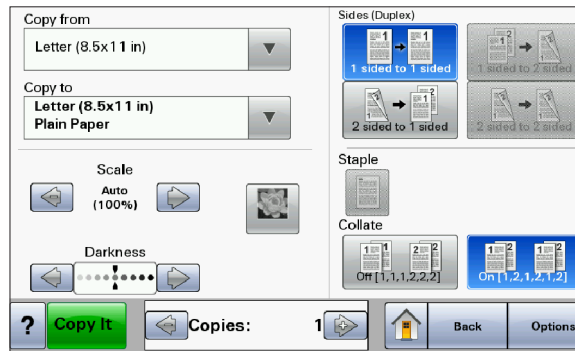 Copy from
Letter (8.5x11 in)
Copy to
Letter (8.5x11 in)
Plain Paper
Scale
Auto
(100%)
Darkness
Sides (Duplex)
1 sided to 1 sided
1 sided to 2 sided
2 sided to 1 sided
2 sided to 2 sided
Staple
Collate
Off [1,1,1,2,2,2]
On [1,2,1,2,1,2]
? Copy It
Copies: 1
Back
Options